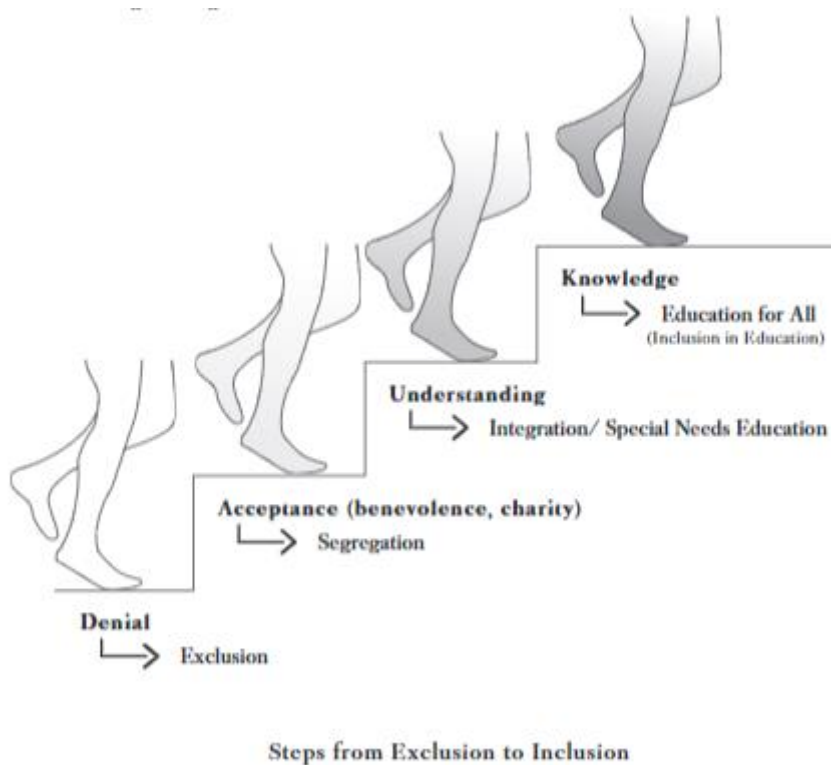 Knowledge
Education for All
(Inclusion in Education)
Understanding
Integration/ Special Needs Education
Acceptance (benevolence, charity)
Segregation
Denial
Exclusion
Steps from Exclusion to Inclusion